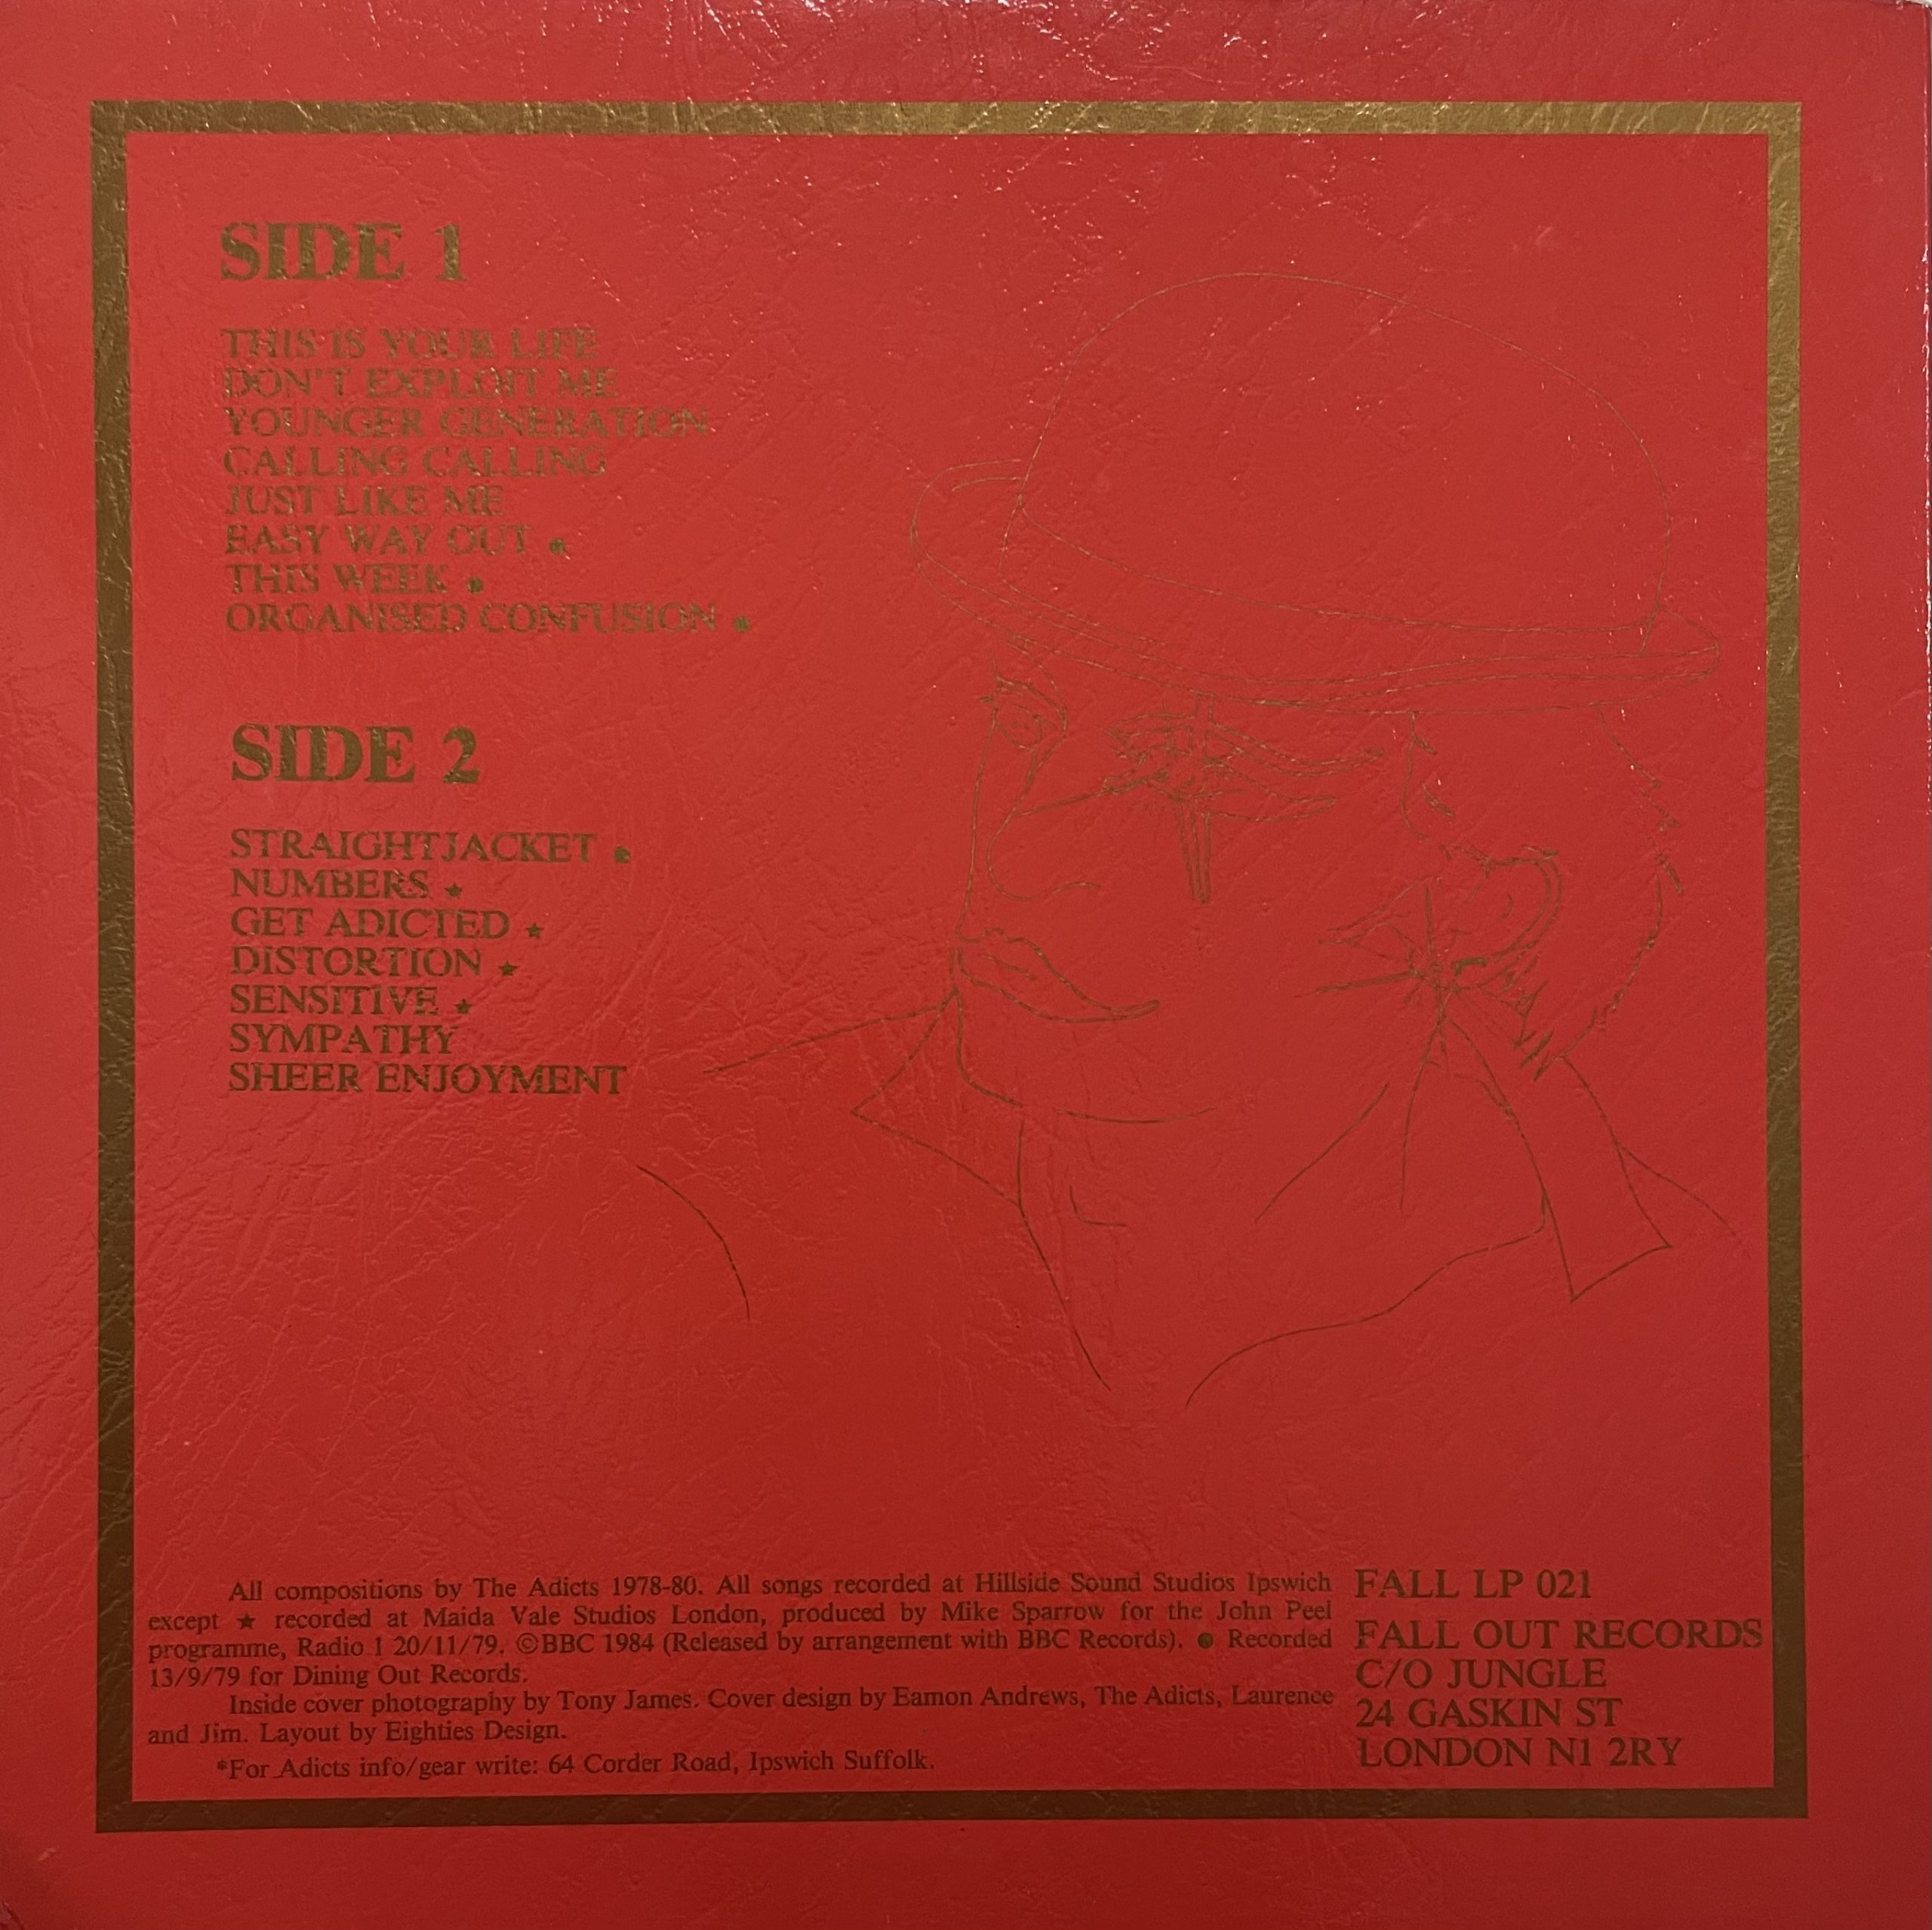 SIDE 1
THIS IS YOUR LIFE
DON'T EXPLOIT ME
YOUNGER GENERATION
CALLING CALLING
JUST LIKE ME
EASY WAY OUT ●
THIS WEEK ●
ORGANISED CONFUSION ●
SIDE 2
STRAIGHTJACKET ●
NUMBERS ★
GET ADICTED ★
DISTORTION ★
SENSITIVE ★
SYMPATHY
SHEER ENJOYMENT
All compositions by The Adicts 1978-80. All songs recorded at Hillside Sound Studios Ipswich
except ★ recorded at Maida Vale Studios London, produced by Mike Sparrow for the John Peel
programme, Radio 1 20/11/79. ©BBC 1984 (Released by arrangement with BBC Records). ● Recorded
13/9/79 for Dining Out Records.
Inside cover photography by Tony James. Cover design by Eamon Andrews, The Adicts, Laurence
and Jim. Layout by Eighties Design.
*For Adicts info/gear write: 64 Corder Road, Ipswich Suffolk.
FALL LP 021
FALL OUT RECORDS
C/O JUNGLE
24 GASKIN ST
LONDON N1 2RY